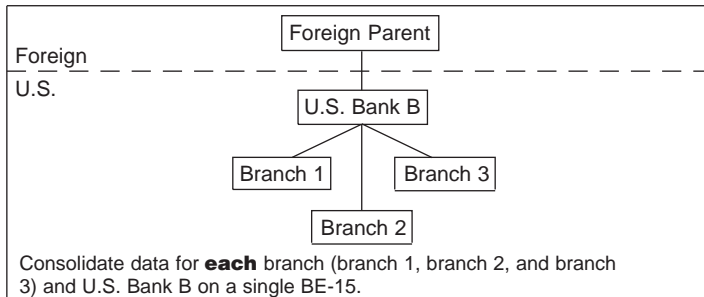 Foreign Parent
Foreign
U.S.
U.S. Bank B
Branch 1
Branch 3
Branch 2
Consolidate data for each branch (branch 1, branch 2, and branch
3) and U.S. Bank B on a single BE-15.